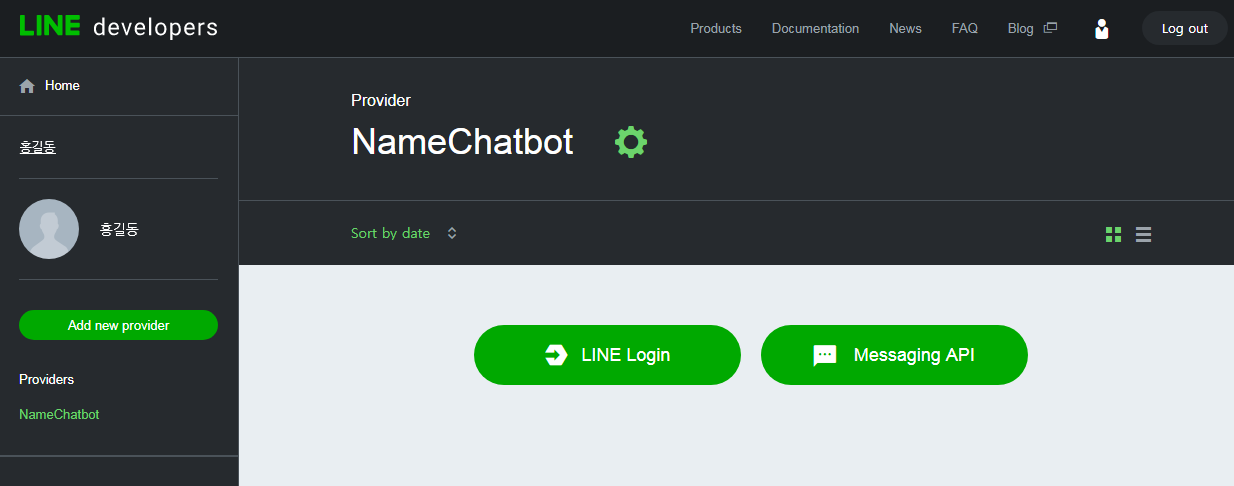 LINE developers
Products Documentation News FAQ Blog Log out
Home
홍길동
홍길동
Add new provider
Providers
NameChatbot
Provider
NameChatbot
Sort by date
LINE Login
Messaging API